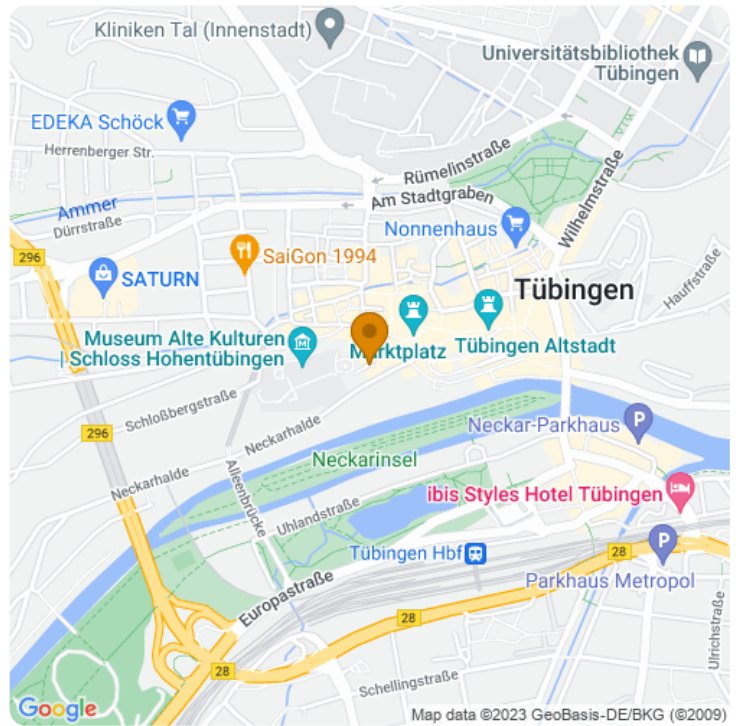 Kliniken Tal (Innenstadt)
Universitätsbibliothek
Tübingen
EDEKA Schöck
Herrenberger Str.
Rümelinstraße
Am Stadtgraben
Wilhelmstraße
Ammer
Dürrstraße
Nonnenhaus
296
SaiGon 1994
SATURN
Tübingen
Hauffstraße
Museum Alte Kulturen
| Schloss Hohentübingen
Marktplatz
Tübingen Altstadt
Schloßbergstraße
Neckarhalde
296
Neckar-Parkhaus
P
Neckarinsel
Neckarhalde
Alleenbrücke
ibis Styles Hotel Tübingen
Uhlandstraße
Tübingen Hbf
28
P
Parkhaus Metropol
Europastraße
28
Ulrichstraße
28
Schellingstraße
Google
Map data ©2023 GeoBasis-DE/BKG (©2009)